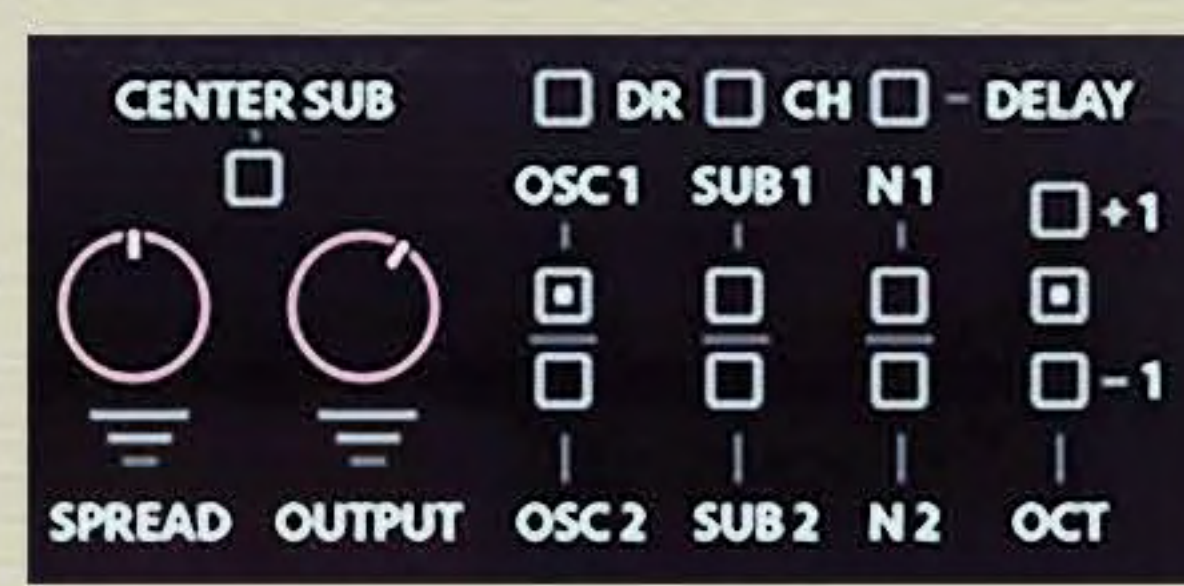 CENTER SUB
DR CH - DELAY
OSC 1 SUB 1 N 1
+1
-1
SPREAD OUTPUT OSC 2 SUB 2 N 2 OCT